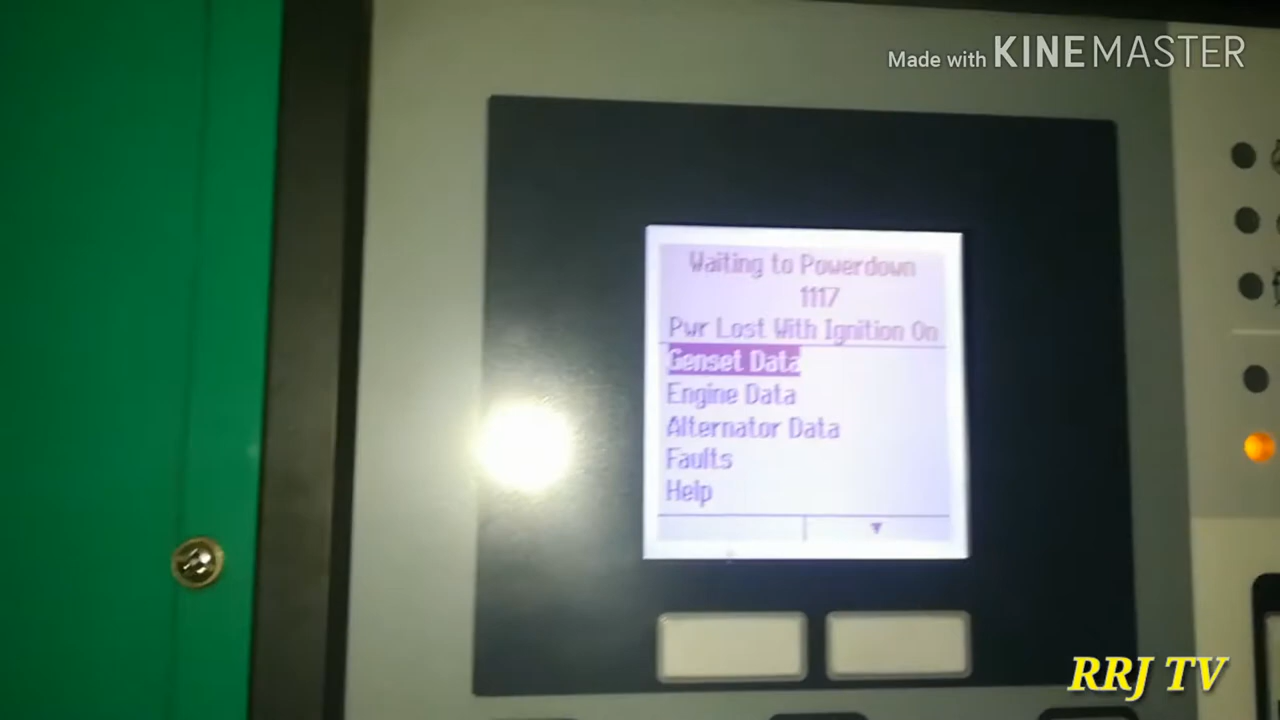 Made with KINEMASTER
Waiting to Powerdown
1117
Pwr Lost With Ignition On
Genset Data
Engine Data
Alternator Data
Faults
Help
RRJ TV